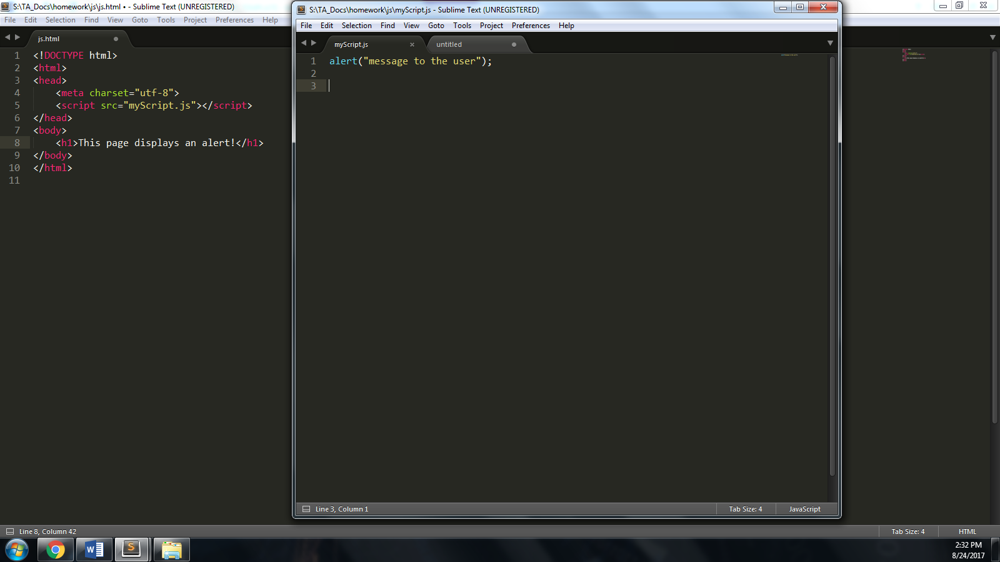 S:\TA_Docs\homework\js\js.html • - Sublime Text (UNREGISTERED)
File Edit Selection Find View Goto Tools Project Preferences Help
js.html
1 <!DOCTYPE html>
2 <html>
3 <head>
4 <meta charset="utf-8">
5 <script src="myScript.js"></script>
6 </head>
7 <body>
8 <h1>This page displays an alert!</h1>
9 </body>
10 </html>
11
Line 8, Column 42
Tab Size: 4
HTML
S:\TA_Docs\homework\js\myScript.js - Sublime Text (UNREGISTERED)
File Edit Selection Find View Goto Tools Project Preferences Help
myScript.js
untitled
1 alert("message to the user");
2
3
Line 3, Column 1
Tab Size: 4
JavaScript
2:32 PM
8/24/2017